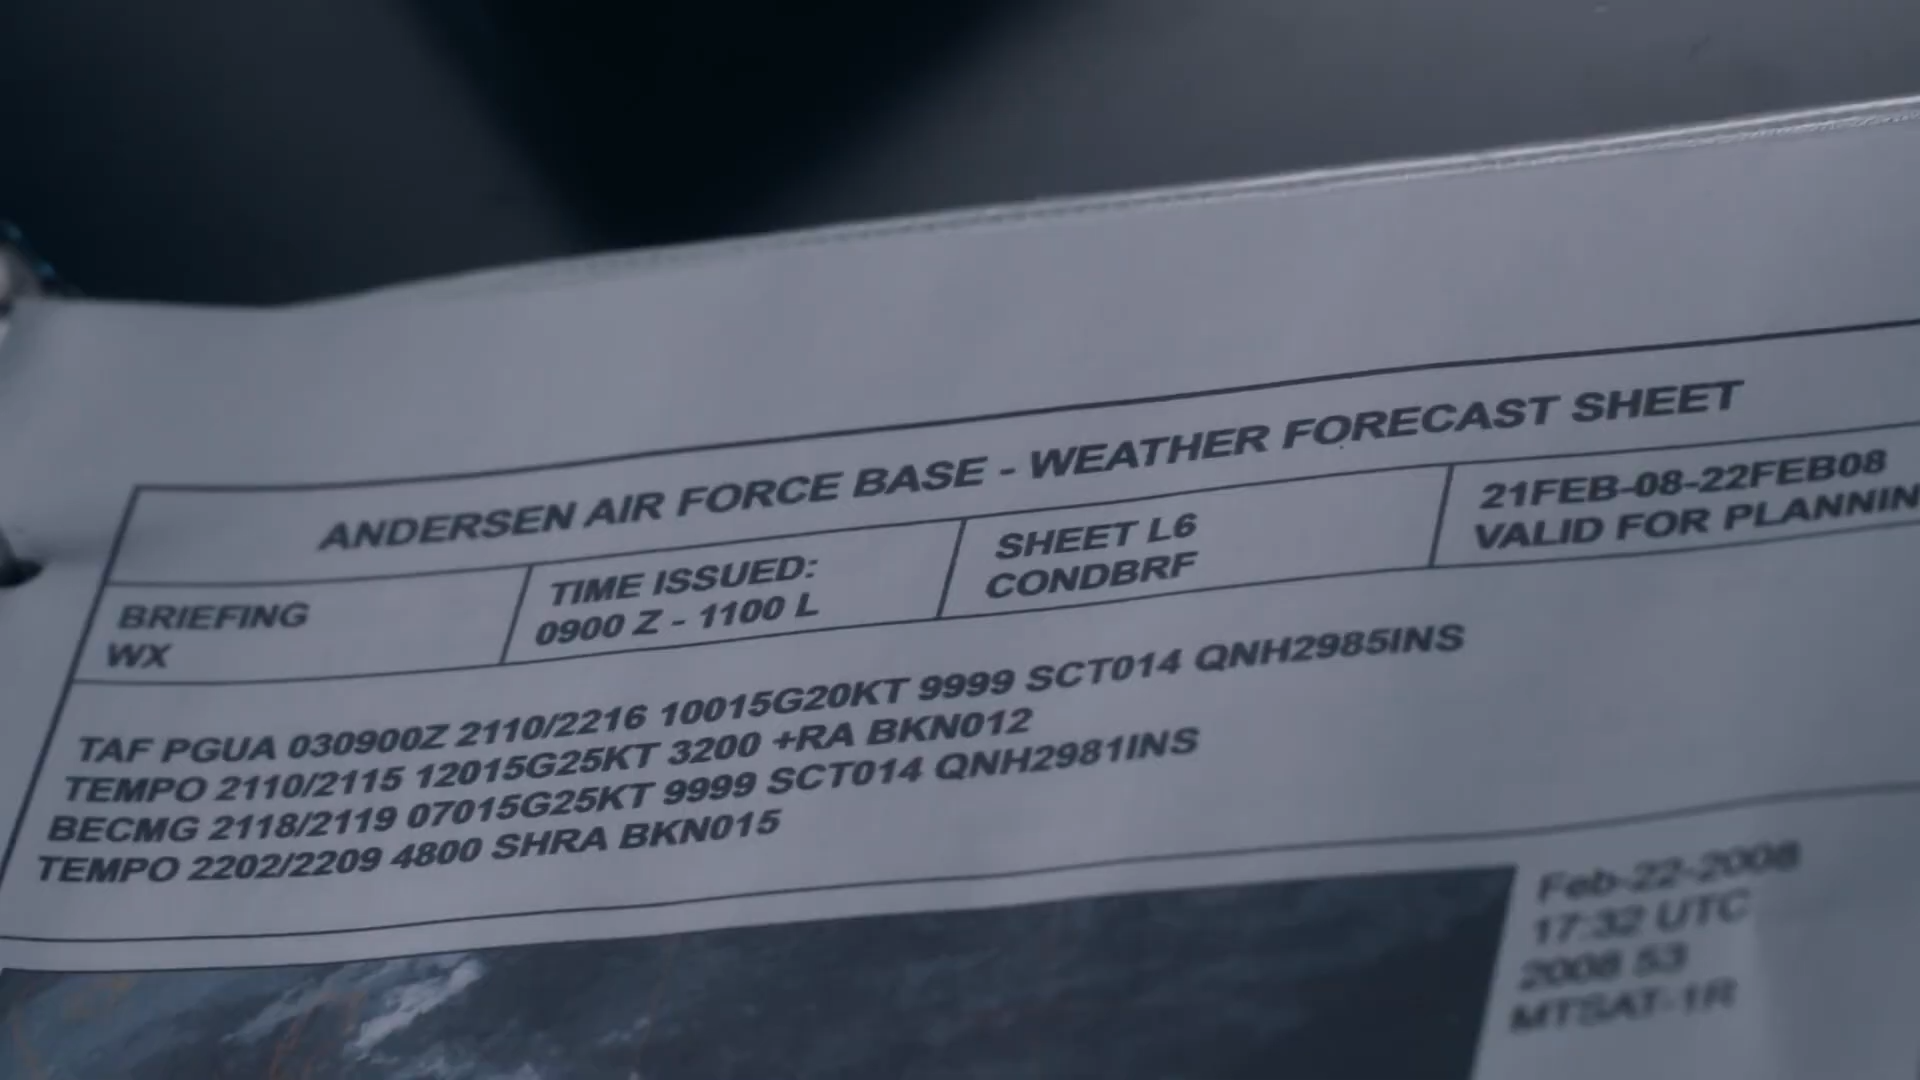 ANDERSEN AIR FORCE BASE - WEATHER FORECAST SHEET
BRIEFING
WX
TIME ISSUED:
0900 Z - 1100 L
SHEET L6
CONDBRF
21FEB-08-22FEB08
VALID FOR PLANNIN
TAF PGUA 030900Z 2110/2216 10015G20KT 9999 SCT014 QNH2985INS
TEMPO 2110/2115 12015G25KT 3200 +RA BKN012
BECMG 2118/2119 07015G25KT 9999 SCT014 QNH2981INS
TEMPO 2202/2209 4800 SHRA BKN015
Feb-22-2008
17:32 UTC
2008 53
MTSAT-1R